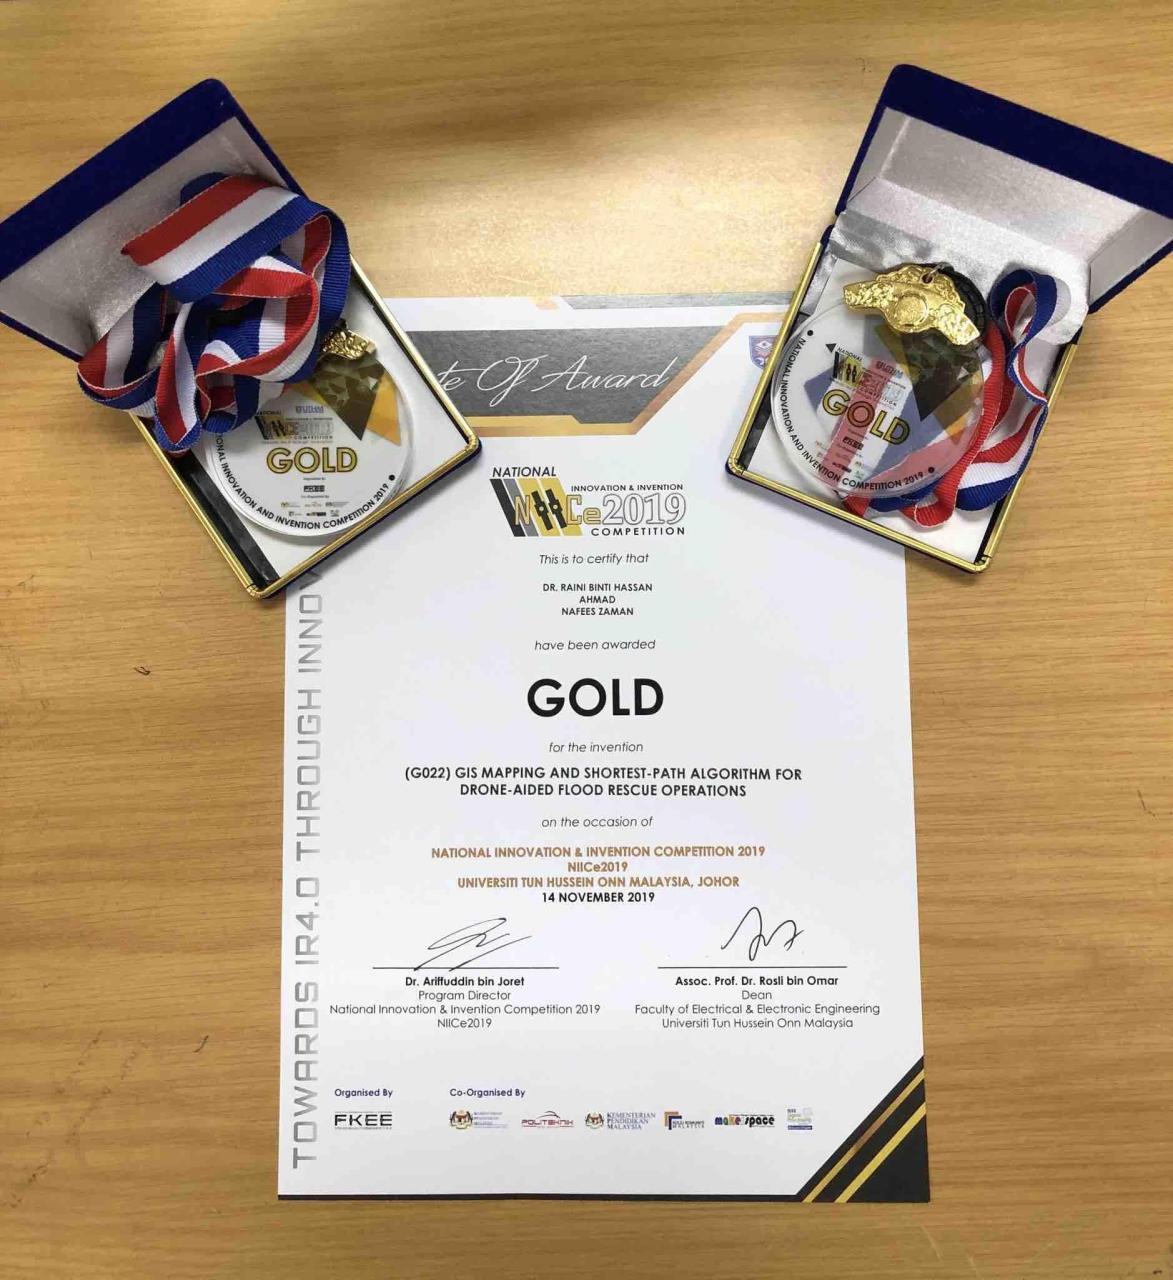 te Of Award
NATIONAL
INNOVATION & INVENTION
NIICe2019
COMPETITION
This is to certify that
DR. RAINI BINTI HASSAN
AHMAD
NAFEES ZAMAN
have been awarded
GOLD
for the invention
(G022) GIS MAPPING AND SHORTEST-PATH ALGORITHM FOR
DRONE-AIDED FLOOD RESCUE OPERATIONS
on the occasion of
NATIONAL INNOVATION & INVENTION COMPETITION 2019
NIICe2019
UNIVERSITI TUN HUSSEIN ONN MALAYSIA, JOHOR
14 NOVEMBER 2019
Dr. Ariffuddin bin Joret
Program Director
National Innovation & Invention Competition 2019
NIICe2019
Assoc. Prof. Dr. Rosli bin Omar
Dean
Faculty of Electrical & Electronic Engineering
Universiti Tun Hussein Onn Malaysia
Organised By
FKEE
Co-Organised By
POLITEKNIK
KEMENTERIAN
PENDIDIKAN
MALAYSIA
makerspace
TOWARDS IR4.0 THROUGH INNOV
COMPETITION
GOLD
IONAL INNOVATION AND INVENTION COMPETITION 2019
NATIONAL
GOLD
NATIONAL INNOVATION AND INVENTION COMPETITION 2019